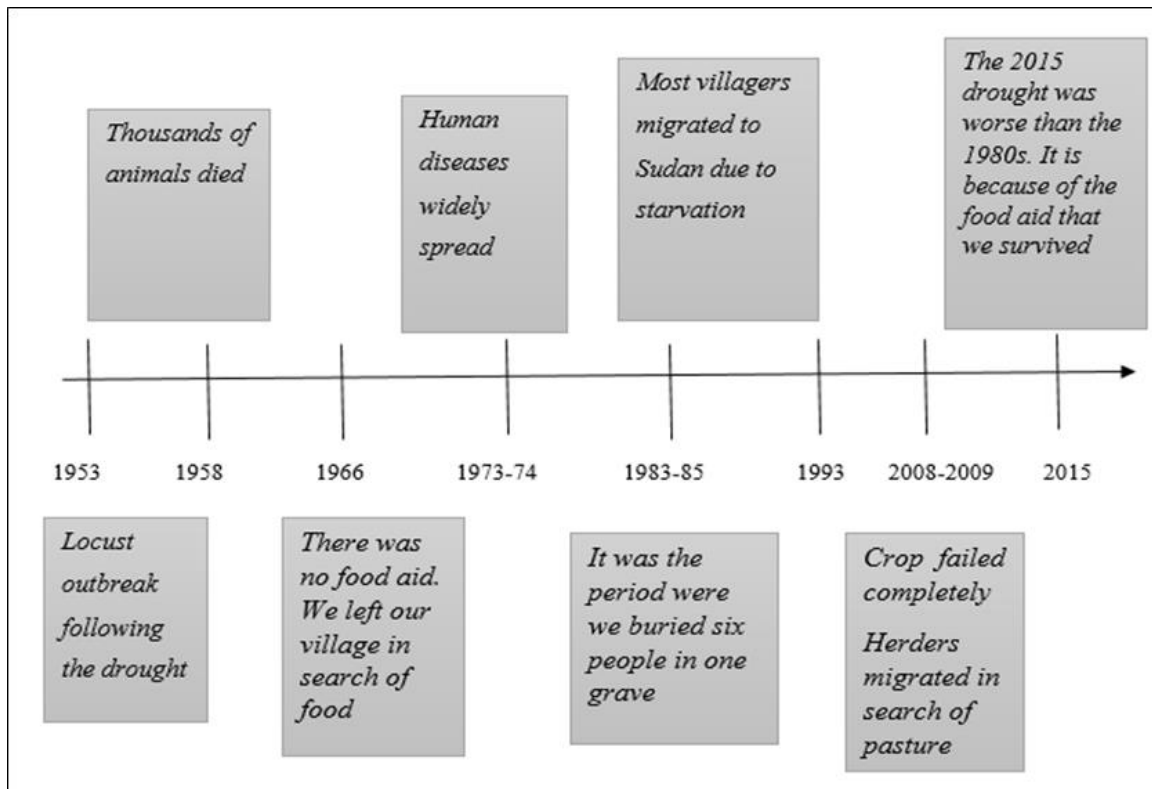 Thousands of
animals died
Human
diseases
widely
spread
Most villagers
migrated to
Sudan due to
starvation
The 2015
drought was
worse than the
1980s. It is
because of the
food aid that
we survived
1953
1958
1966
1973-74
1983-85
1993
2008-2009
2015
Locust
outbreak
following
the drought
There was
no food aid.
We left our
village in
search of
food
It was the
period were
we buried six
people in one
grave
Crop failed
completely
Herders
migrated in
search of
pasture